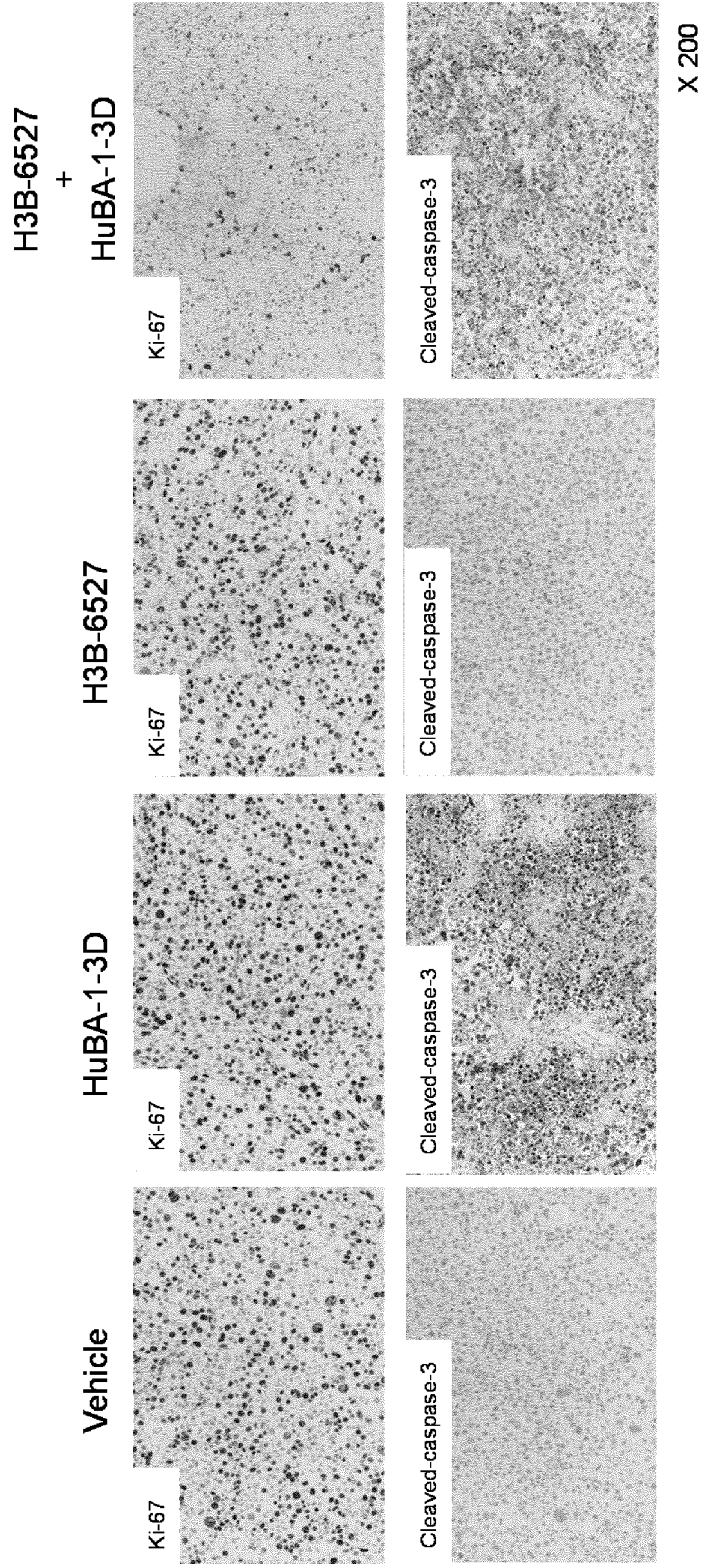 Vehicle
HuBA-1-3D
H3B-6527
H3B-6527
+
HuBA-1-3D
Ki-67
Ki-67
Ki-67
Ki-67
Cleaved-caspase-3
Cleaved-caspase-3
Cleaved-caspase-3
Cleaved-caspase-3
X 200